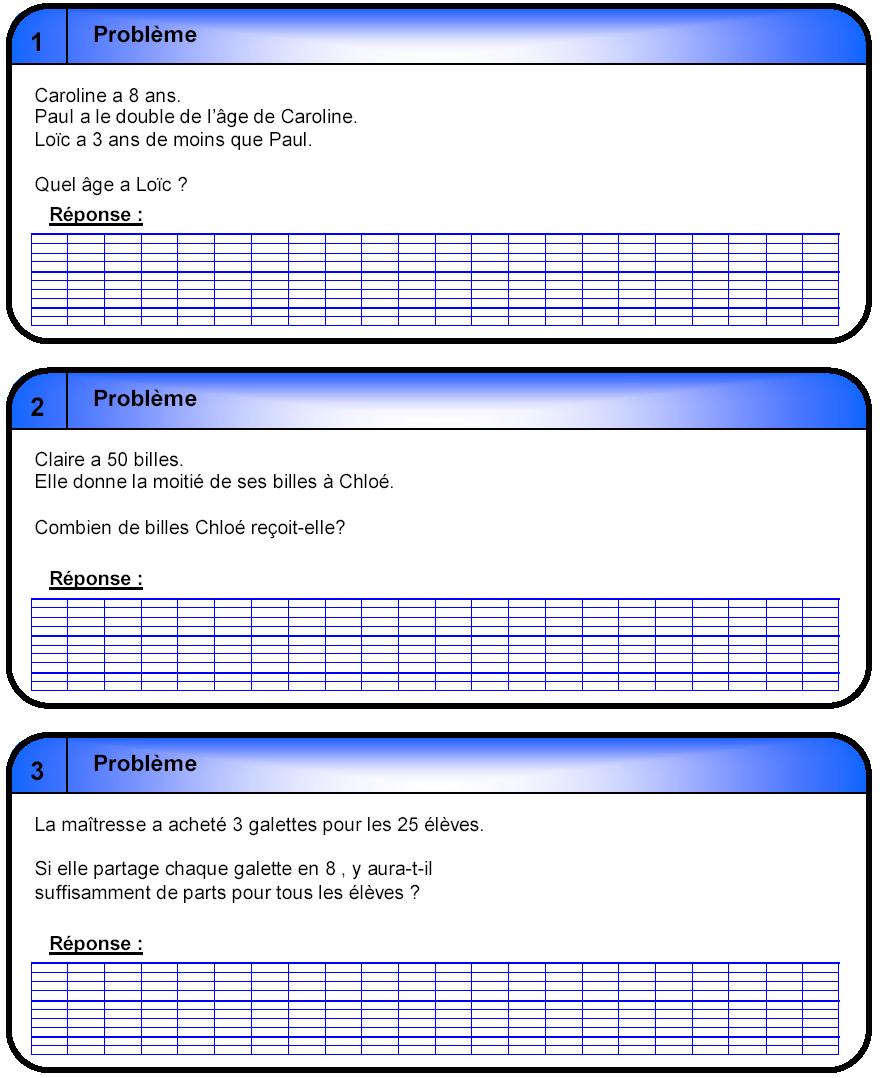 1
Problème
Caroline a 8 ans.
Paul a le double de l’âge de Caroline.
Loïc a 3 ans de moins que Paul.
Quel âge a Loïc ?
Réponse :
2
Problème
Claire a 50 billes.
Elle donne la moitié de ses billes à Chloé.
Combien de billes Chloé reçoit-elle?
Réponse :
3
Problème
La maîtresse a acheté 3 galettes pour les 25 élèves.
Si elle partage chaque galette en 8 , y aura-t-il
suffisamment de parts pour tous les élèves ?
Réponse :